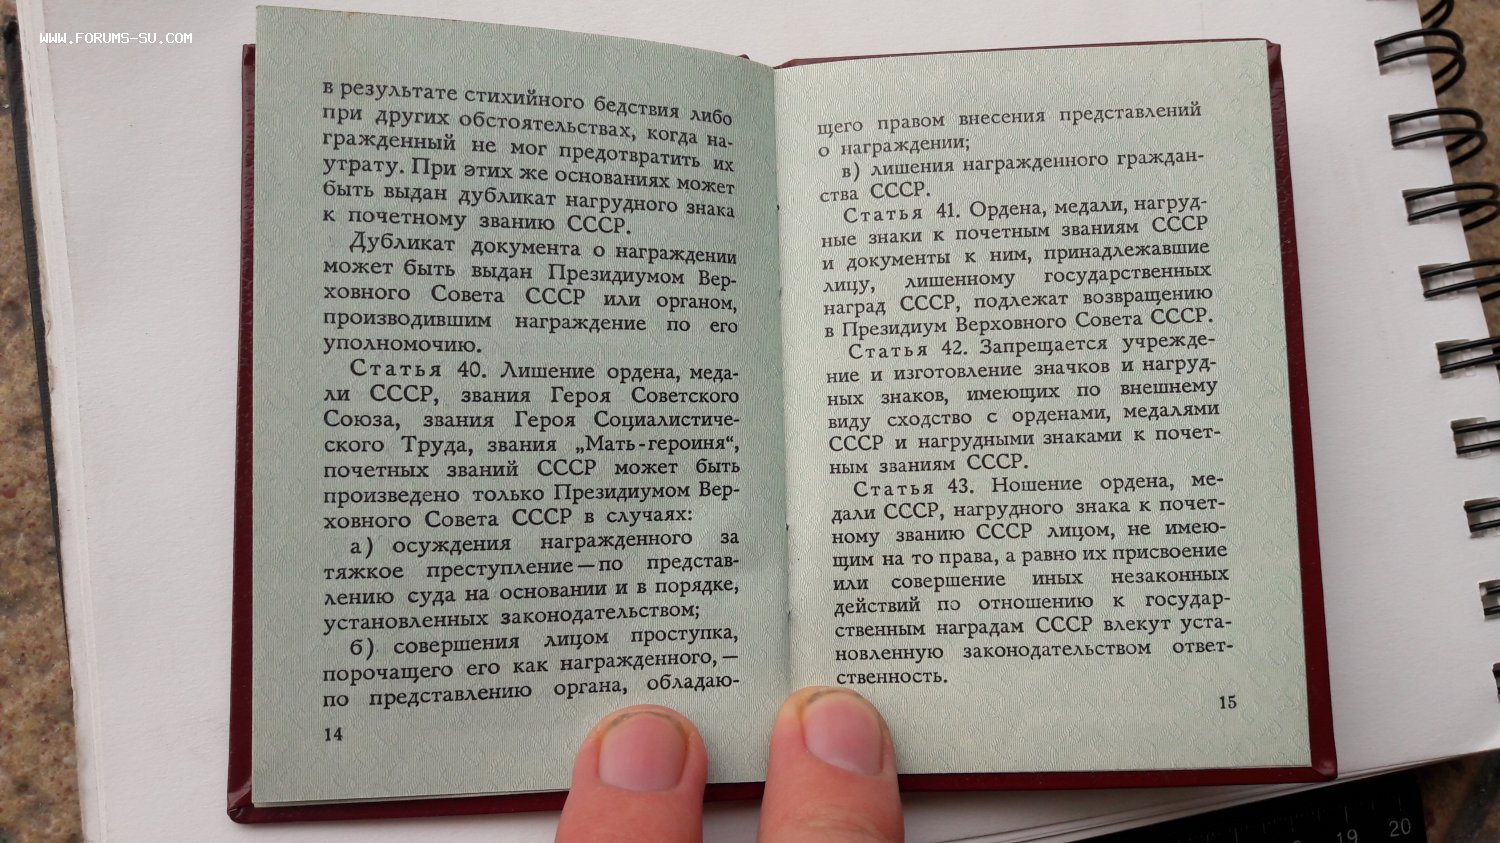 WWW.FORUMS-SU.COM
в результате стихийного бедствия либо
при других обстоятельствах, когда на-
гражденный не мог предотвратить их
утрату. При этих же основаниях может
быть выдан дубликат нагрудного знака
к почетному званию СССР.
Дубликат документа о награждении
может быть выдан Президиумом Вер-
ховного Совета СССР или органом,
производившим награждение по его
уполномочию.
Статья 40. Лишение ордена, меда-
ли СССР, звания Героя Советского
Союза, звания Героя Социалистиче-
ского Труда, звания „Мать-героиня“,
почетных званий СССР может быть
произведено только Президиумом Вер-
ховного Совета СССР в случаях:
а) осуждения награжденного за
тяжкое преступление — по представ-
лению суда на основании и в порядке,
установленных законодательством;
б) совершения лицом проступка,
порочащего его как награжденного, —
по представлению органа, обладаю-
14
щего правом внесения представлений
о награждении;
в) лишения награжденного граждан-
ства СССР.
Статья 41. Ордена, медали, нагруд-
ные знаки к почетным званиям СССР
и документы к ним, принадлежавшие
лицу, лишенному государственных
наград СССР, подлежат возвращению
в Президиум Верховного Совета СССР.
Статья 42. Запрещается учрежде-
ние и изготовление значков и нагруд-
ных знаков, имеющих по внешнему
виду сходство с орденами, медалями
СССР и нагрудными знаками к почет-
ным званиям СССР.
Статья 43. Ношение ордена, ме-
дали СССР, нагрудного знака к почет-
ному званию СССР лицом, не имею-
щим на то права, а равно их присвоение
или совершение иных незаконных
действий по отношению к государ-
ственным наградам СССР влекут уста-
новленную законодательством ответ-
ственность.
15
19 20